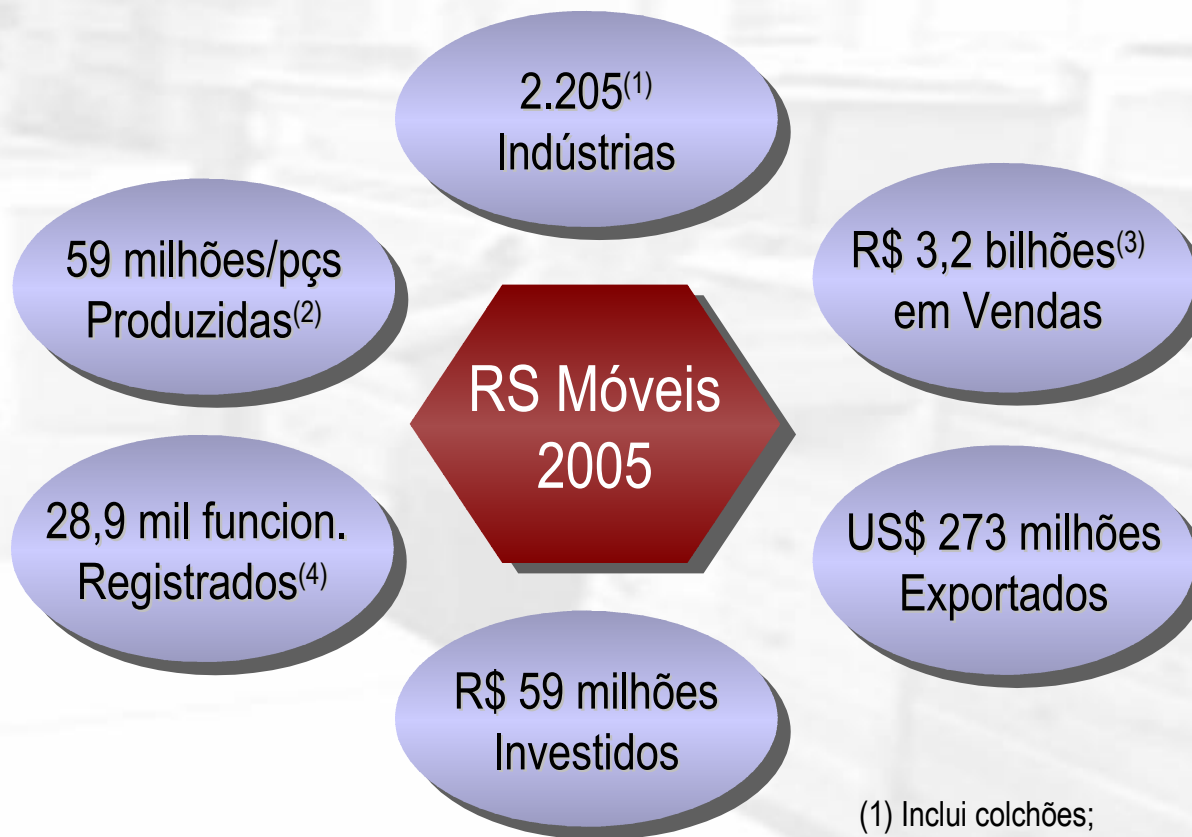 2.205(1)
Indústrias
59 milhões/pçs
Produzidas(2)
R$ 3,2 bilhões(3)
em Vendas
RS Móveis
2005
28,9 mil funcion.
Registrados(4)
US$ 273 milhões
Exportados
R$ 59 milhões
Investidos
(1) Inclui colchões;